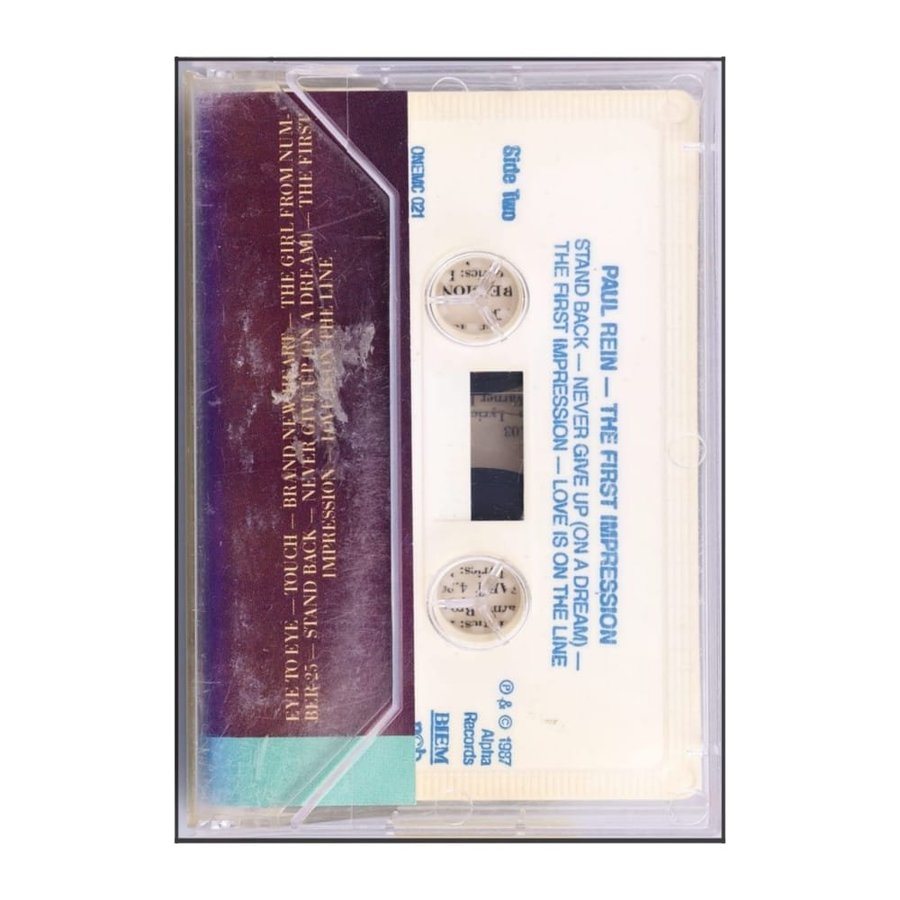 EYE TO EYE — TOUCH — BRAND NEW HEART — THE GIRL FROM NUM-
BER 25 — STAND BACK — NEVER GIVE UP (ON A DREAM) — THE FIRST
IMPRESSION — LOVE IS ON THE LINE
PAUL REIN — THE FIRST IMPRESSION
STAND BACK — NEVER GIVE UP (ON A DREAM) —
THE FIRST IMPRESSION — LOVE IS ON THE LINE
Side Two
ONEMC 021
Ⓟ & © 1987
Alpha
Records
BIEM
ncb